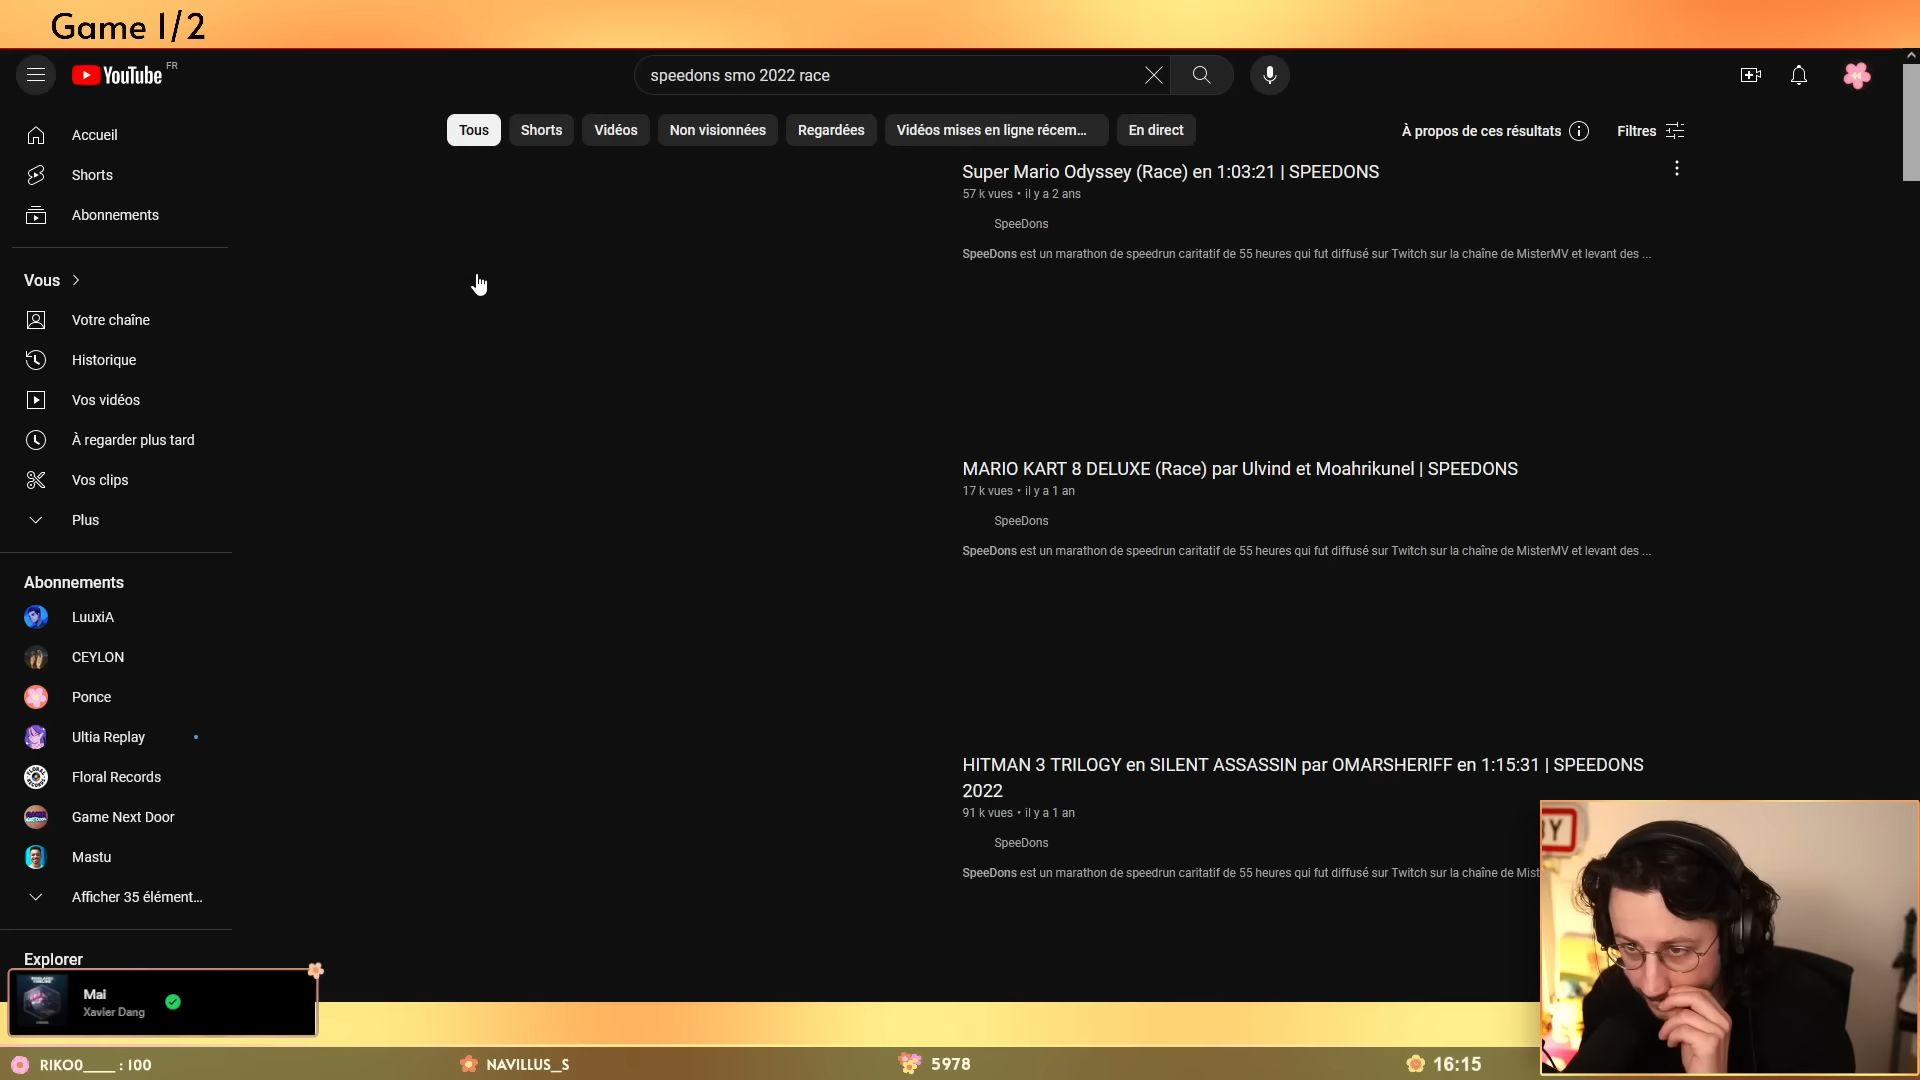 Game 1/2
YouTube FR
speedons smo 2022 race
Tous
Shorts
Vidéos
Non visionnées
Regardées
Vidéos mises en ligne récem...
En direct
À propos de ces résultats
Filtres
Accueil
Shorts
Abonnements
Vous
Votre chaîne
Historique
Vos vidéos
À regarder plus tard
Vos clips
Plus
Abonnements
LuuxiA
CEYLON
Ponce
Ultia Replay
Floral Records
Game Next Door
Mastu
Afficher 35 élément...
Explorer
Super Mario Odyssey (Race) en 1:03:21 | SPEEDONS
57 k vues • il y a 2 ans
SpeeDons
SpeeDons est un marathon de speedrun caritatif de 55 heures qui fut diffusé sur Twitch sur la chaîne de MisterMV et levant des ...
MARIO KART 8 DELUXE (Race) par Ulvind et Moahrikunel | SPEEDONS
17 k vues • il y a 1 an
SpeeDons
SpeeDons est un marathon de speedrun caritatif de 55 heures qui fut diffusé sur Twitch sur la chaîne de MisterMV et levant des ...
HITMAN 3 TRILOGY en SILENT ASSASSIN par OMARSHERIFF en 1:15:31 | SPEEDONS
2022
91 k vues • il y a 1 an
SpeeDons
SpeeDons est un marathon de speedrun caritatif de 55 heures qui fut diffusé sur Twitch sur la chaîne de Mist
Mai
Xavier Dang
RIKO0____ : 100
NAVILLUS_S
5978
16:15